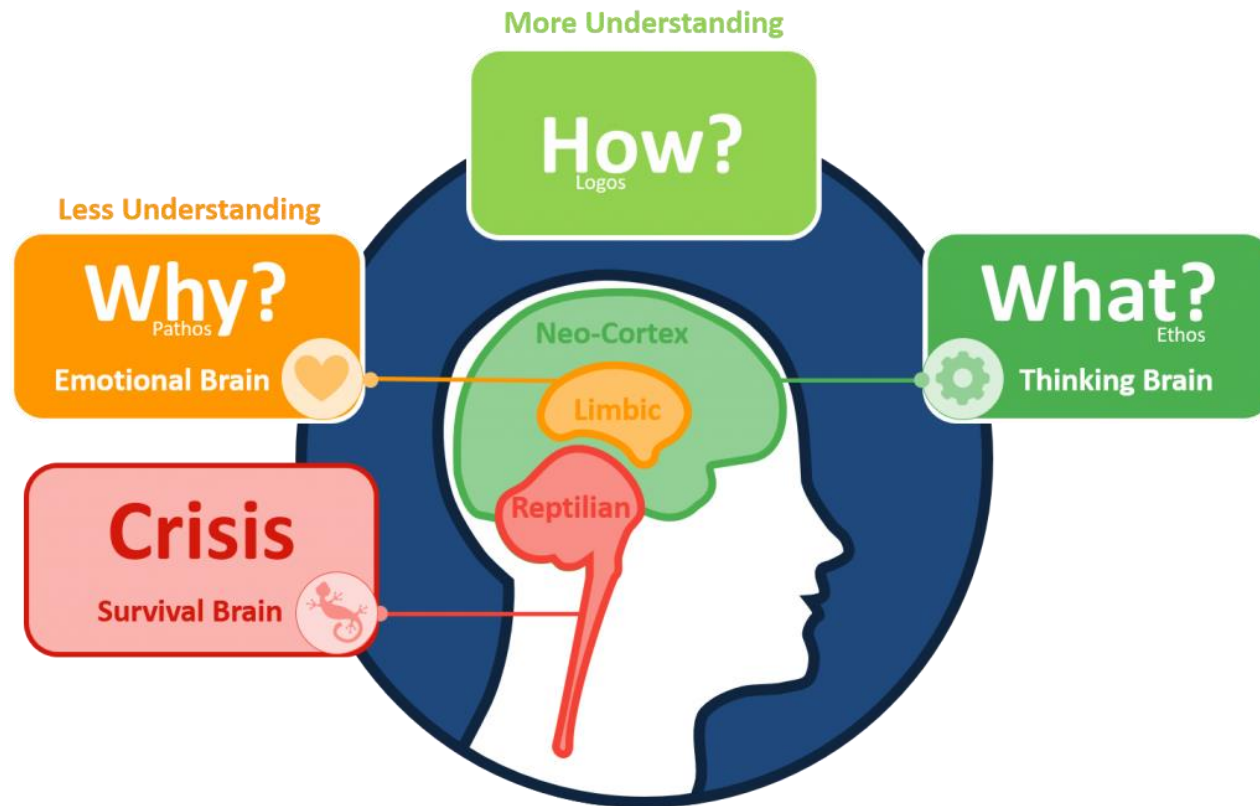 More Understanding
How?
Logos
Less Understanding
Why?
Pathos
Emotional Brain
What?
Ethos
Thinking Brain
Neo-Cortex
Limbic
Reptilian
Crisis
Survival Brain